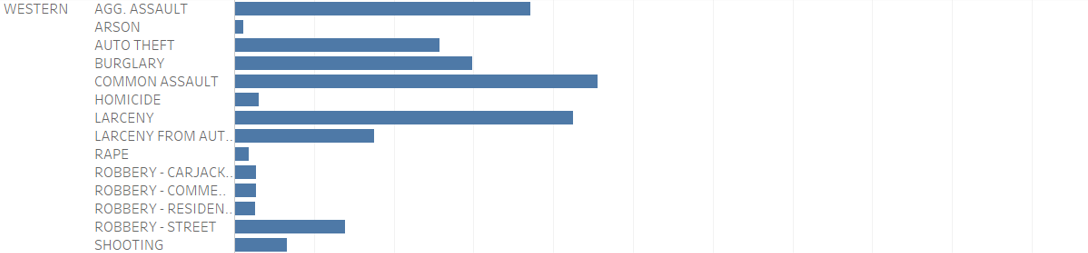 WESTERN AGG. ASSAULT
ARSON
AUTO THEFT
BURGLARY
COMMON ASSAULT
HOMICIDE
LARCENY
LARCENY FROM AUT..
RAPE
ROBBERY - CARJACK..
ROBBERY - COMME..
ROBBERY - RESIDEN..
ROBBERY - STREET
SHOOTING